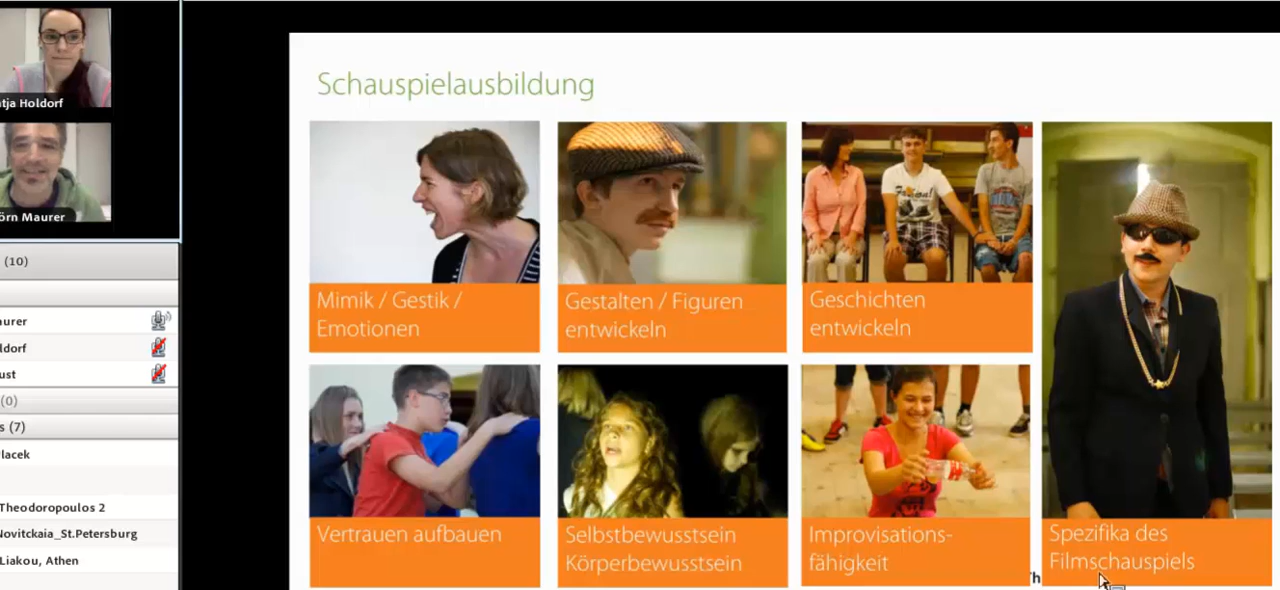 tja Holdorf
örn Maurer
(10)
aurer
ldorf
ust
(0)
s (7)
lacek
Theodoropoulos 2
Novitckaia_St.Petersburg
Liakou, Athen
Schauspielausbildung
Mimik / Gestik /
Emotionen
Gestalten / Figuren
entwickeln
Geschichten
entwickeln
Vertrauen aufbauen
Selbstbewusstsein
Körperbewusstsein
Improvisations-
fähigkeit
Spezifika des
Filmschauspiels